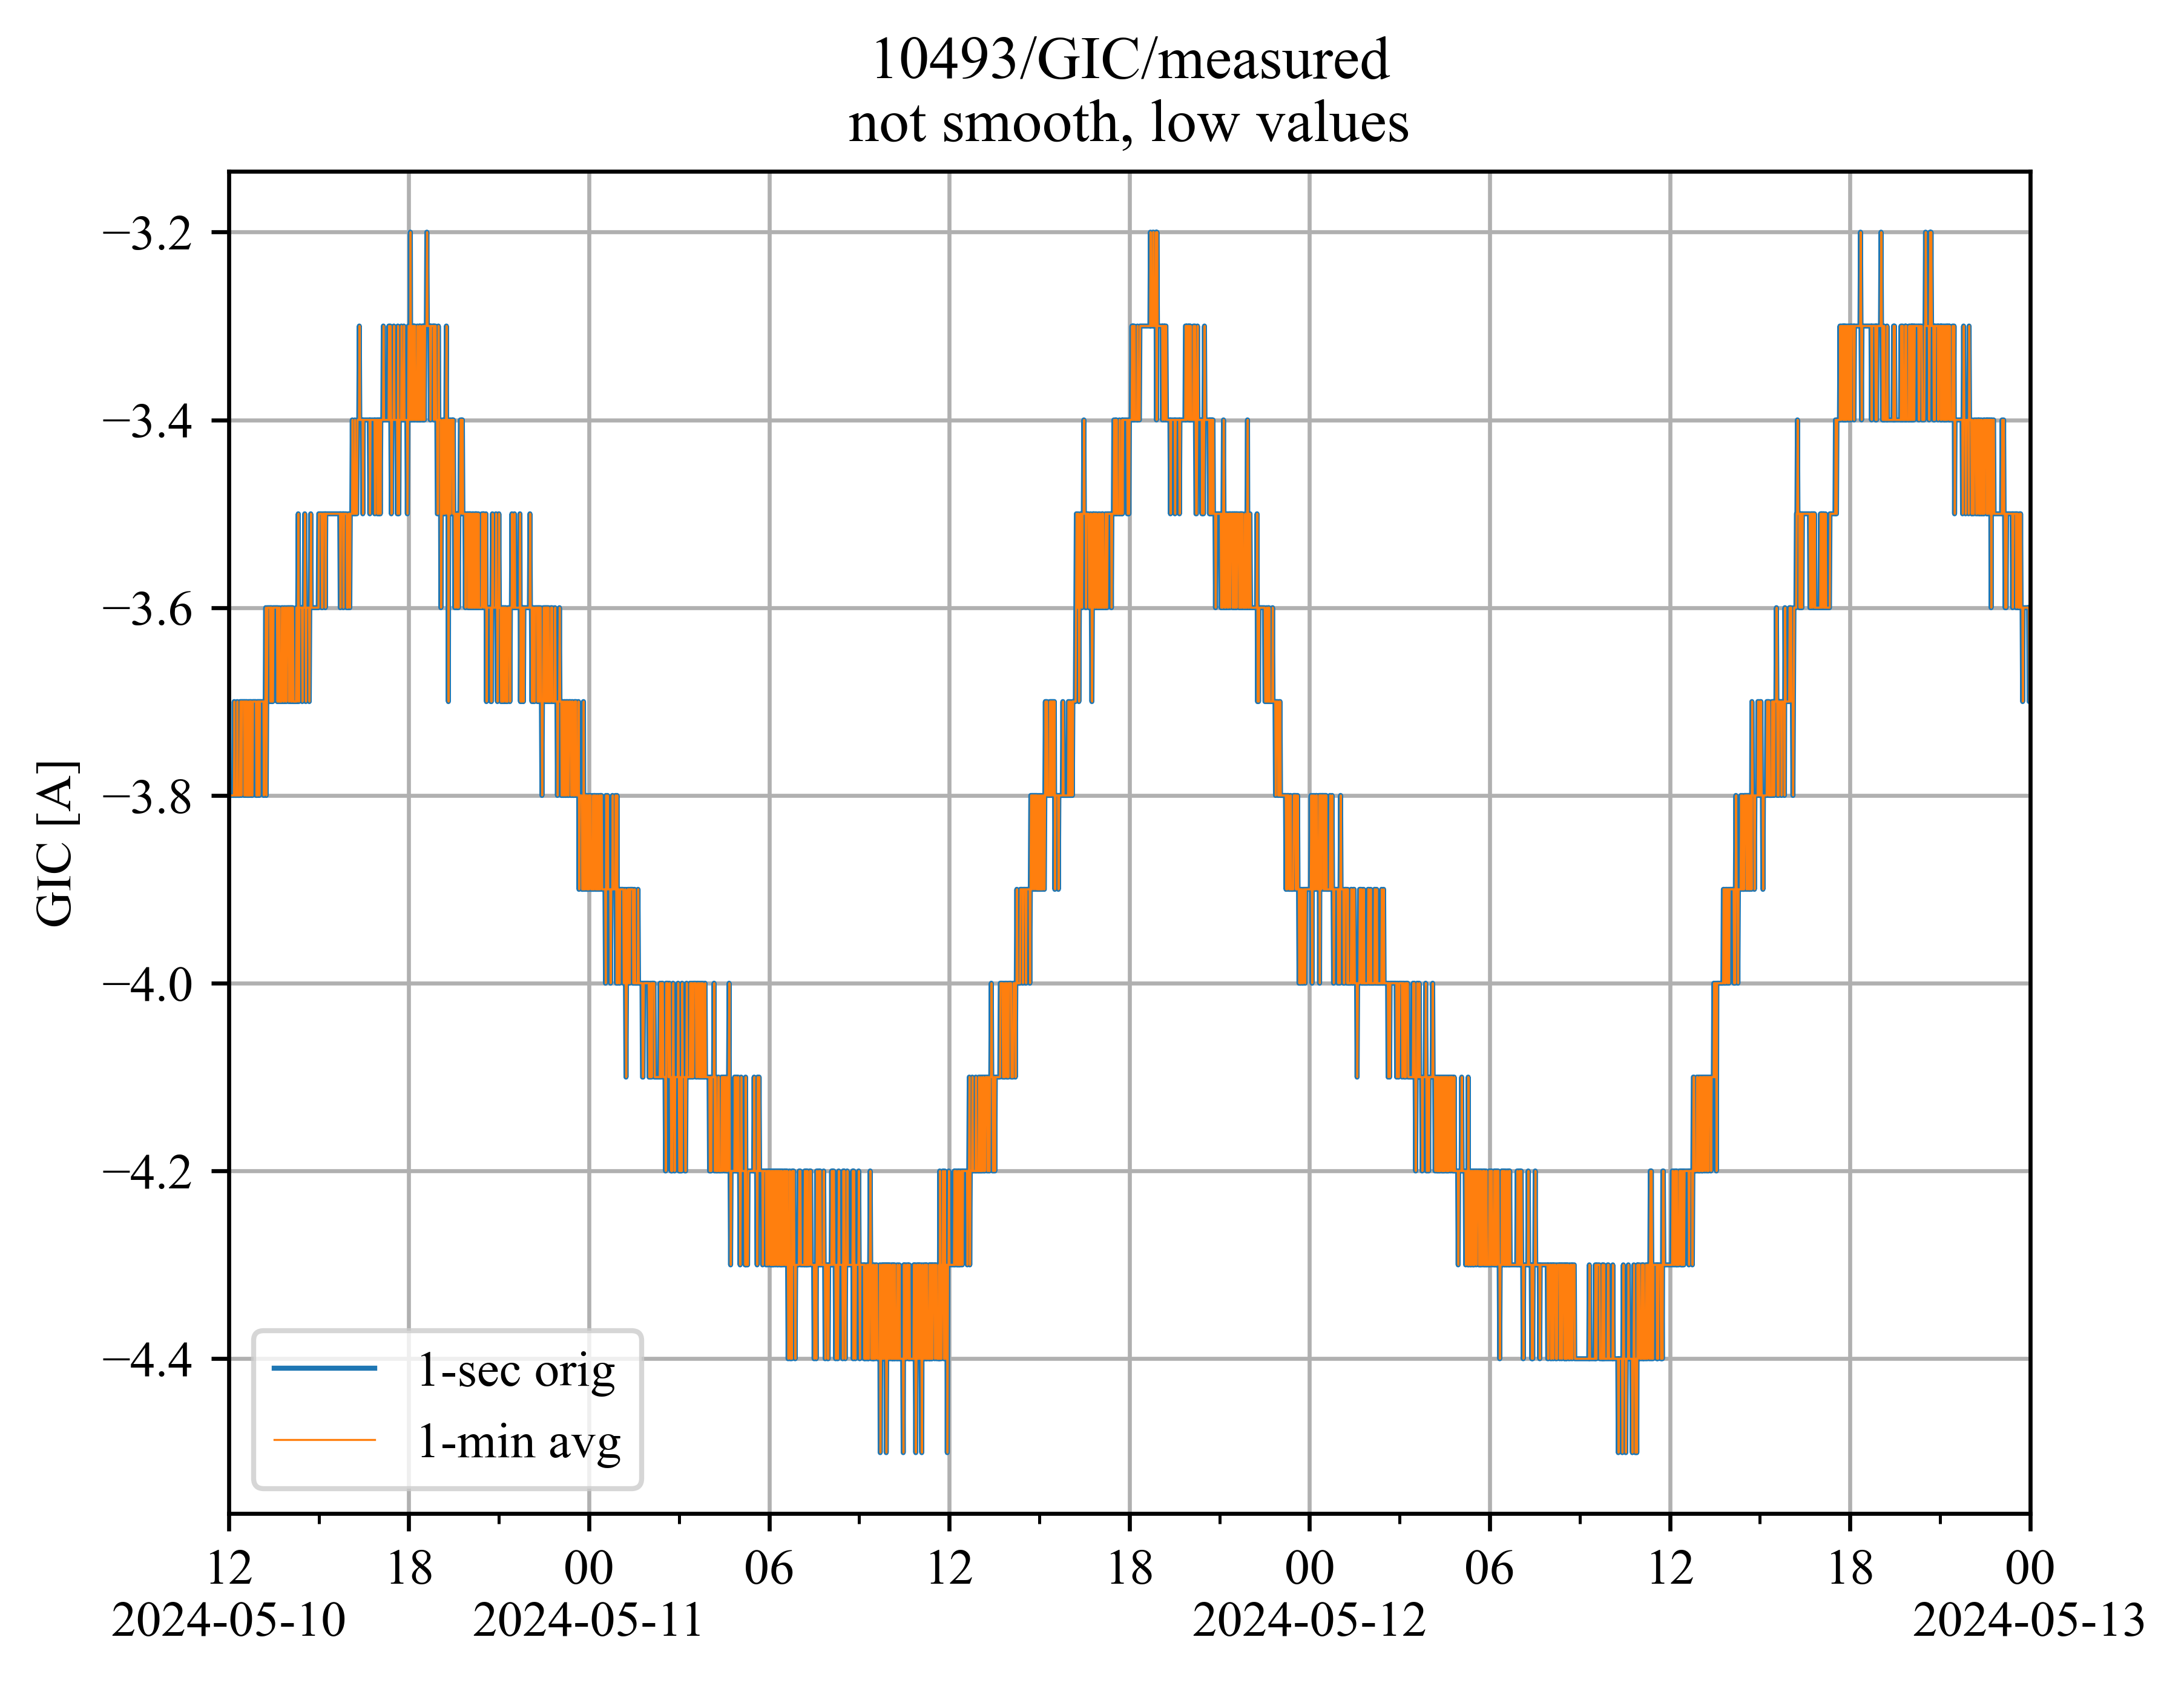 10493/GIC/measured
not smooth, low values
GIC [A]
−3.2
−3.4
−3.6
−3.8
−4.0
−4.2
−4.4
1-sec orig
1-min avg
12 18 00 06 12 18 00 06 12 18 00
2024-05-10 2024-05-11 2024-05-12 2024-05-13